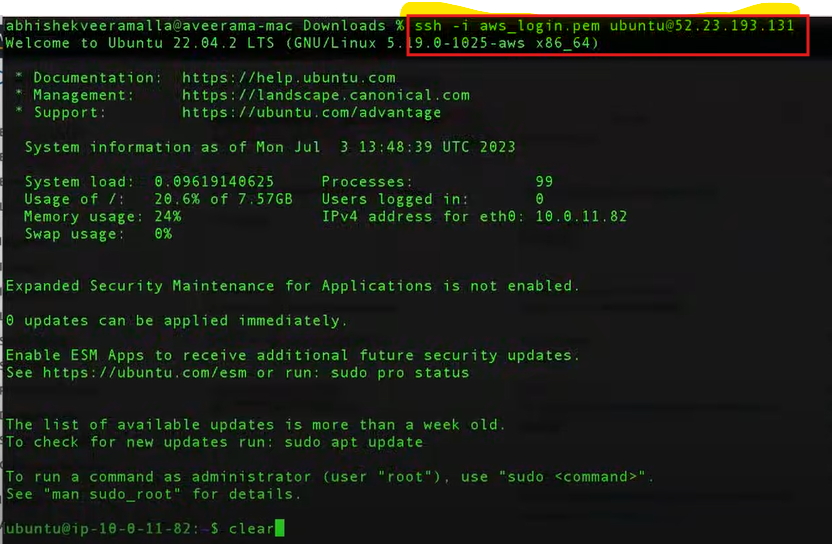 abhishekveeramalla@aveerama-mac Downloads % ssh -i aws_login.pem ubuntu@52.23.193.131
Welcome to Ubuntu 22.04.2 LTS (GNU/Linux 5.19.0-1025-aws x86_64)
* Documentation: https://help.ubuntu.com
* Management: https://landscape.canonical.com
* Support: https://ubuntu.com/advantage
System information as of Mon Jul 3 13:48:39 UTC 2023
System load: 0.09619140625 Processes: 99
Usage of /: 20.6% of 7.57GB Users logged in: 0
Memory usage: 24% IPv4 address for eth0: 10.0.11.82
Swap usage: 0%
Expanded Security Maintenance for Applications is not enabled.
0 updates can be applied immediately.
Enable ESM Apps to receive additional future security updates.
See https://ubuntu.com/esm or run: sudo pro status
The list of available updates is more than a week old.
To check for new updates run: sudo apt update
To run a command as administrator (user "root"), use "sudo <command>".
See "man sudo_root" for details.
ubuntu@ip-10-0-11-82:~$ clear